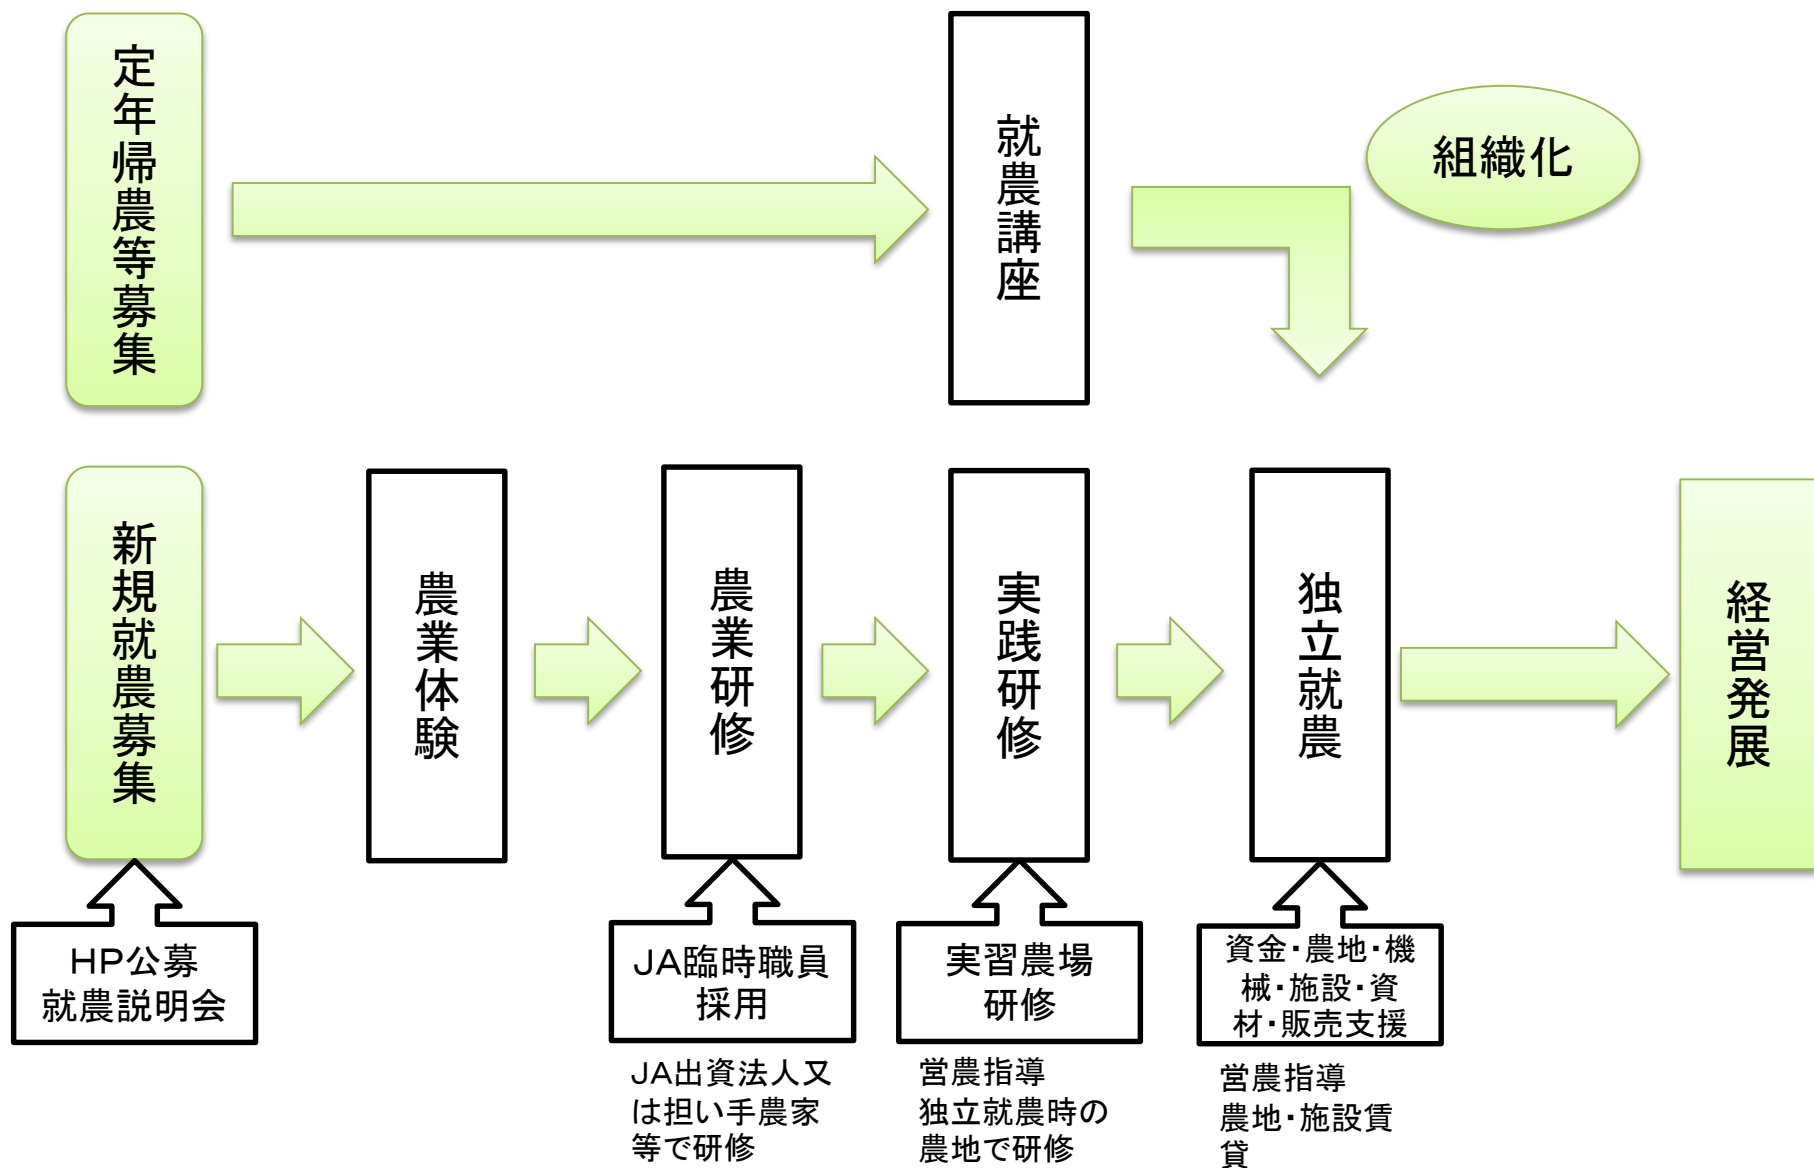 定年帰農等募集
就農講座
組織化
新規就農募集
農業体験
農業研修
実践研修
独立就農
経営発展
HP公募
就農説明会
JA臨時職員
採用
実習農場
研修
資金・農地・機
械・施設・資
材・販売支援
JA出資法人又
は担い手農家
等で研修
営農指導
独立就農時の
農地で研修
営農指導
農地・施設賃
貸